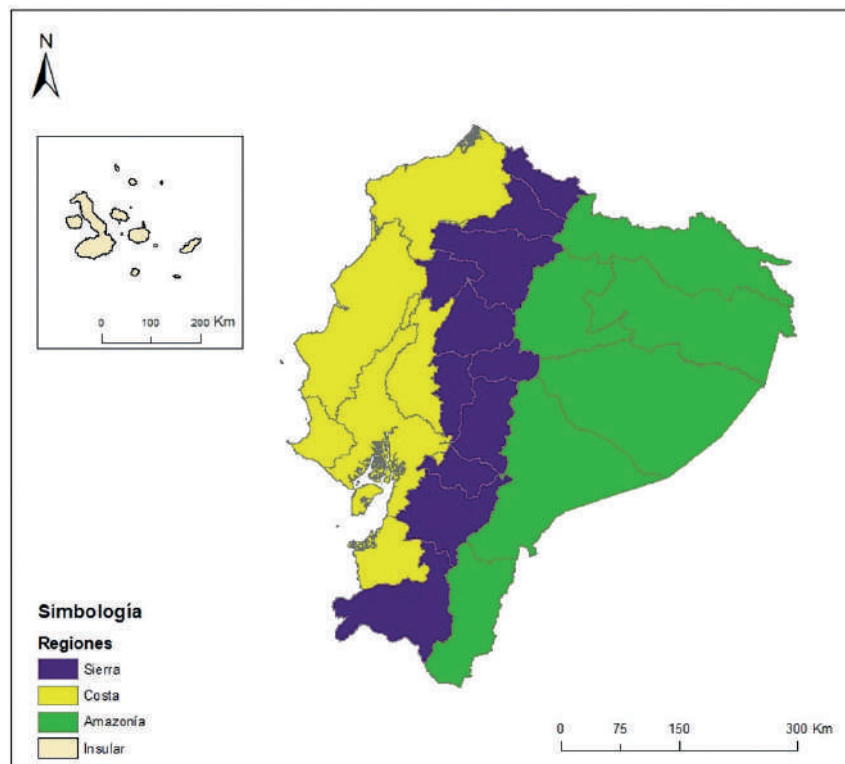 N
0 100 200 Km
Simbología
Regiones
Sierra
Costa
Amazonía
Insular
0 75 150 300 Km